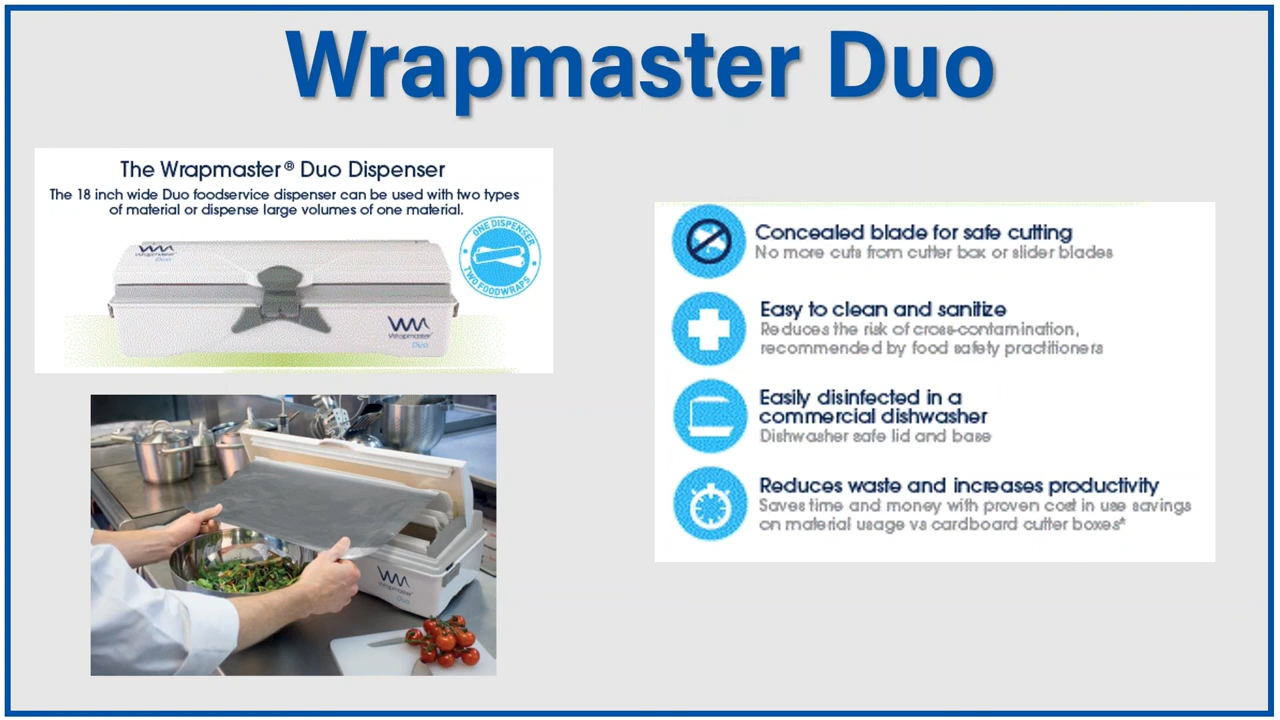 Wrapmaster Duo
The Wrapmaster® Duo Dispenser
The 18 inch wide Duo foodservice dispenser can be used with two types
of material or dispense large volumes of one material.
ONE DISPENSER
TWO FOODWRAPS
WM
Wrapmaster
Duo
WM
Wrapmaster
Duo
WM
Wrapmaster
Duo
Concealed blade for safe cutting
No more cuts from cutter box or slider blades
Easy to clean and sanitize
Reduces the risk of cross-contamination,
recommended by food safety practitioners
Easily disinfected in a
commercial dishwasher
Dishwasher safe lid and base
Reduces waste and increases productivity
Saves time and money with proven cost in use savings
on material usage vs cardboard cutter boxes*